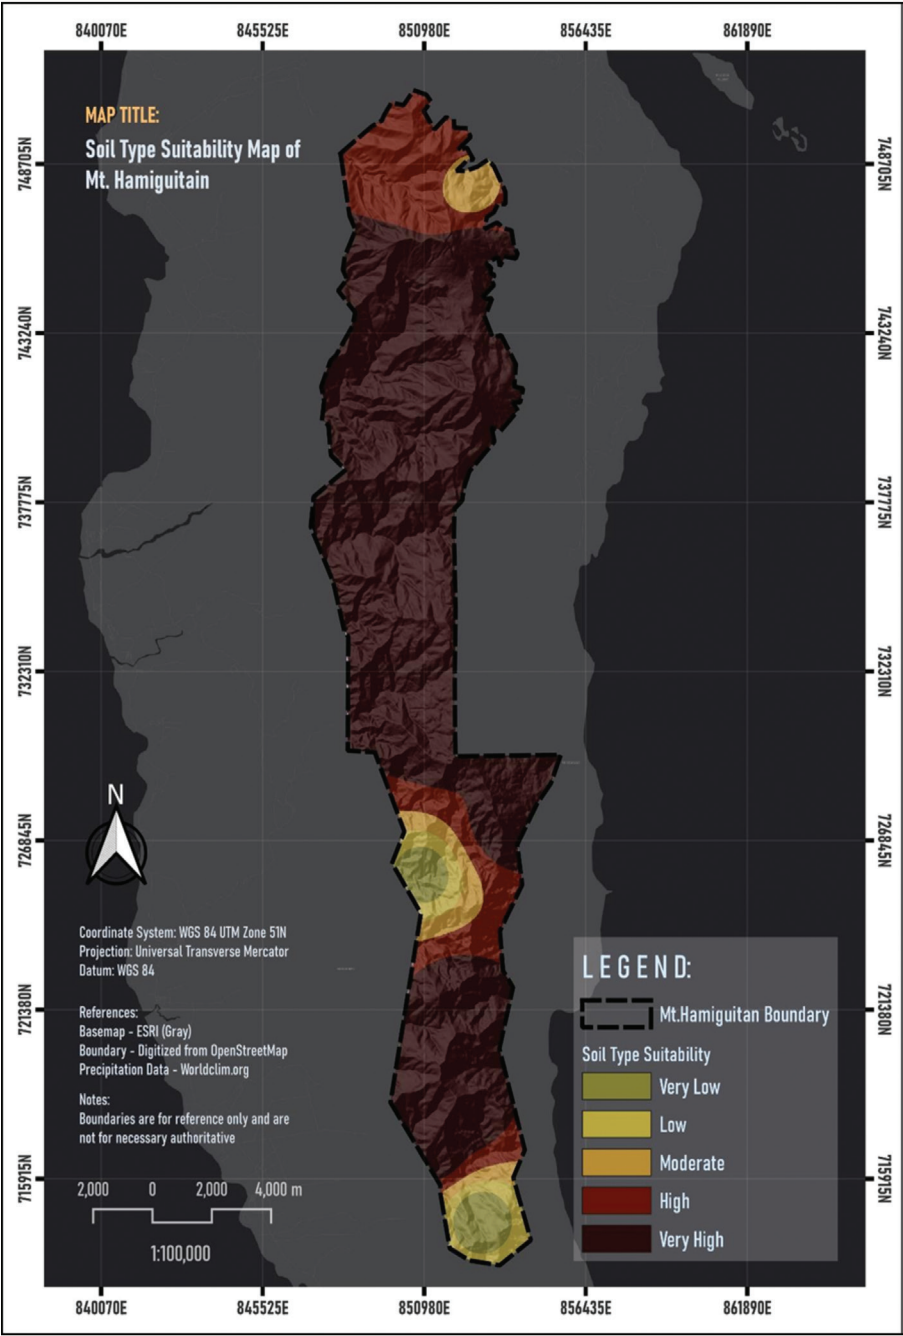 840070E 845525E 850980E 856435E 861890E
MAP TITLE:
Soil Type Suitability Map of
Mt. Hamiguitain
748705N
748705N
743240N
743240N
737775N
737775N
732310N
732310N
726845N
726845N
721380N
721380N
715915N
715915N
N
Coordinate System: WGS 84 UTM Zone 51N
Projection: Universal Transverse Mercator
Datum: WGS 84
References:
Basemap - ESRI (Gray)
Boundary - Digitized from OpenStreetMap
Precipitation Data - Worldclim.org
Notes:
Boundaries are for reference only and are
not for necessary authoritative
2,000 0 2,000 4,000 m
1:100,000
LEGEND:
Mt.Hamiguitan Boundary
Soil Type Suitability
Very Low
Low
Moderate
High
Very High
840070E 845525E 850980E 856435E 861890E